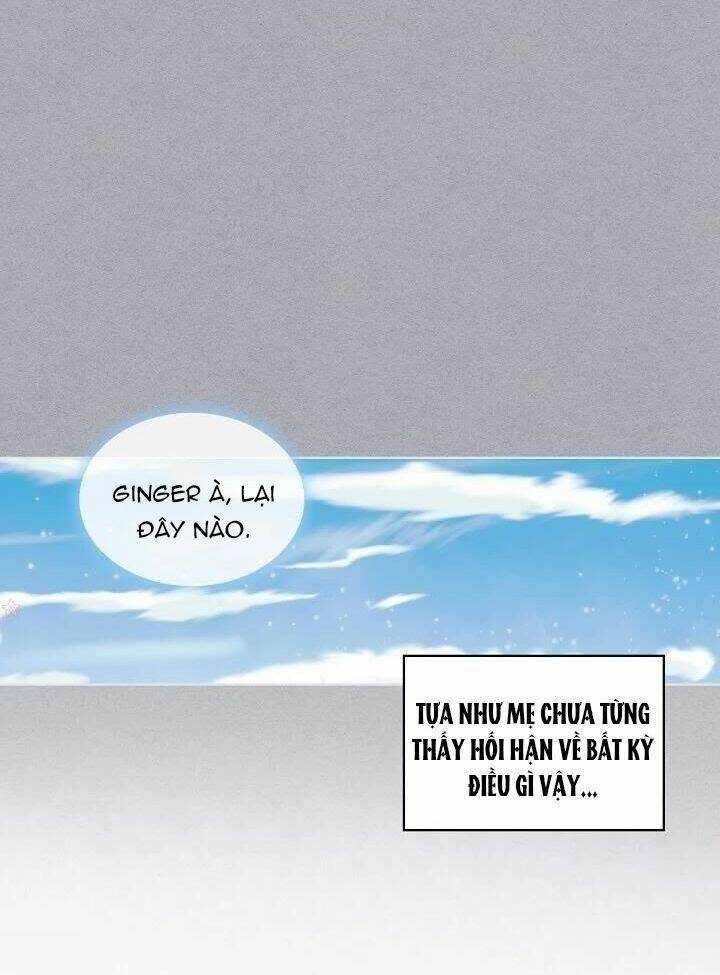 GINGER À, LẠI
ĐÂY NÀO.
TỰA NHƯ MẸ CHƯA TỪNG
THẤY HỐI HẬN VỀ BẤT KỲ
ĐIỀU GÌ VẬY...